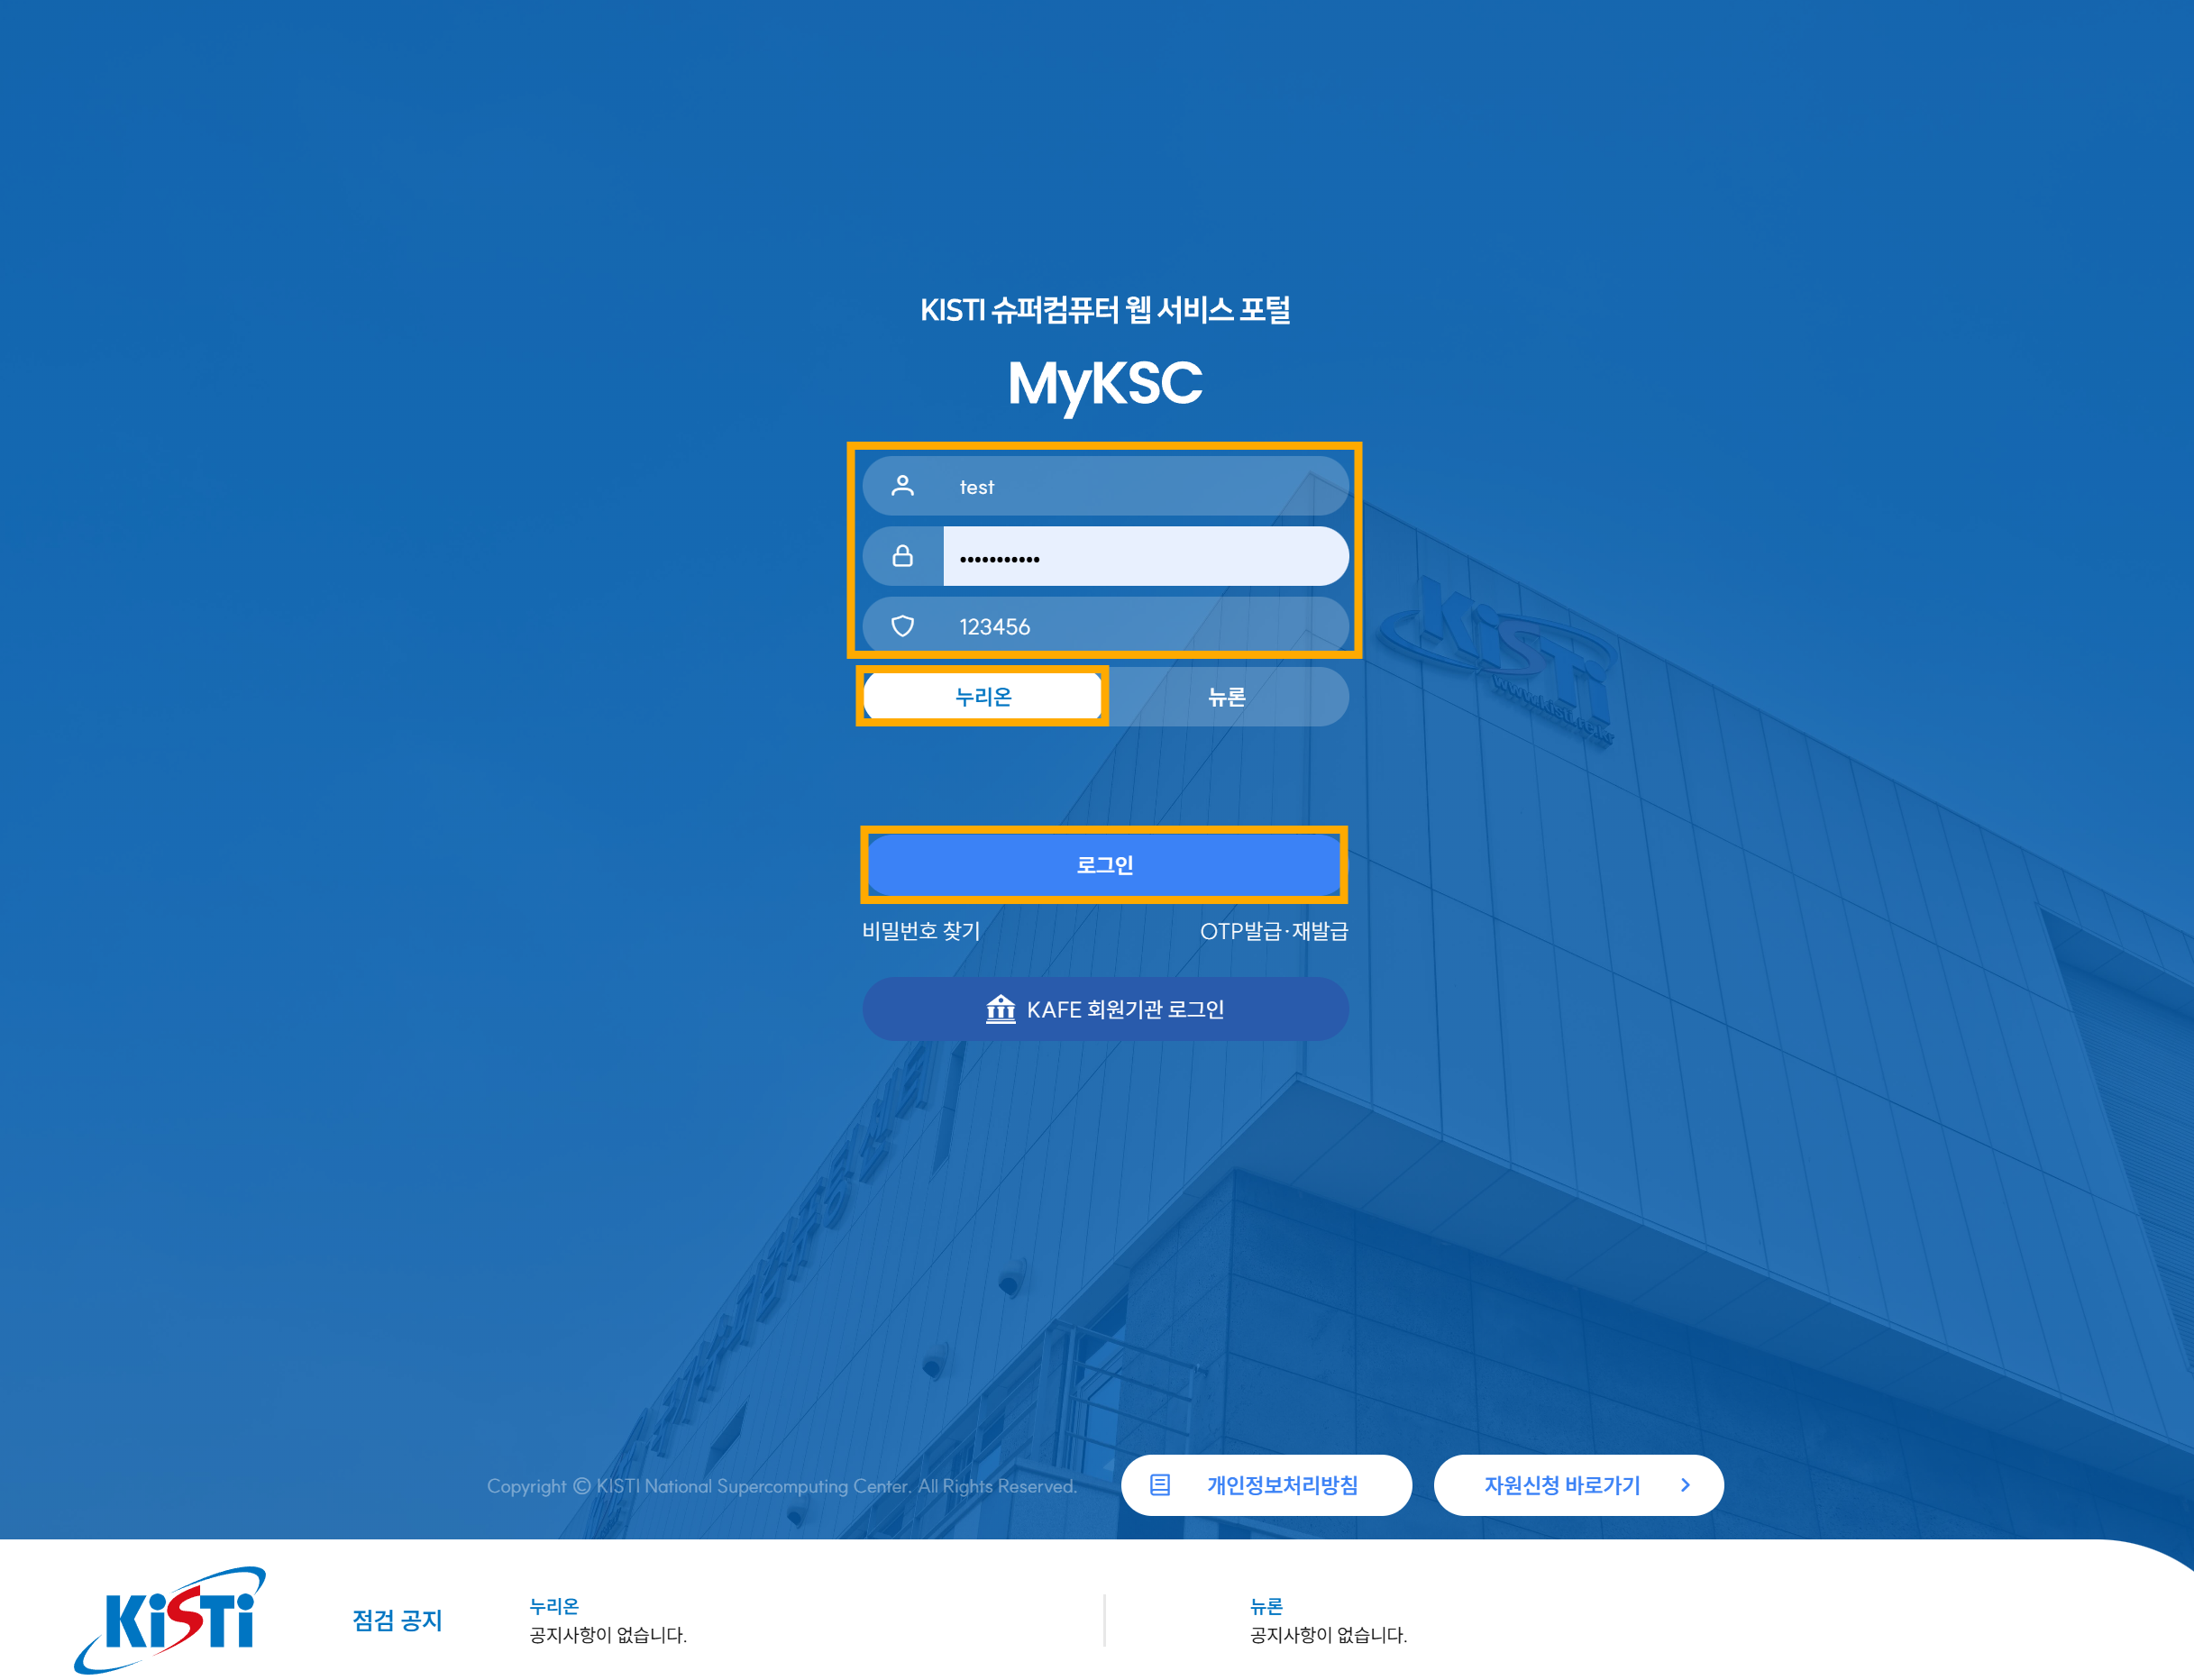 KISTI 슈퍼컴퓨터 웹 서비스 포털
MyKSC
test
•••••••••••
123456
누리온 뉴론
로그인
비밀번호 찾기 OTP발급·재발급
KAFE 회원기관 로그인
KiSTi
www.kisti.re.kr
Copyright © KISTI National Supercomputing Center. All Rights Reserved.
개인정보처리방침
자원신청 바로가기
KiSTi
점검 공지
누리온
공지사항이 없습니다.
뉴론
공지사항이 없습니다.